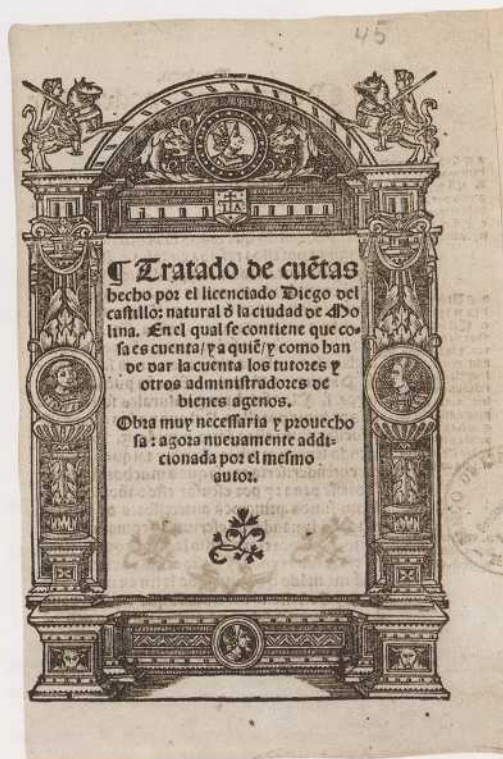 45
¶ Tratado de cuẽtas
hecho por el licenciado Diego del
castillo: natural ð la ciudad de Mo
lina. En el qual se contiene que co-
sa es cuenta/ y a quiẽ/ y como han
de dar la cuenta los tutores y
otros administradores de
bienes agenos.
Obra muy necessaria y prouecho
sa: agora nueuamente addi-
cionada por el mesmo
autor.